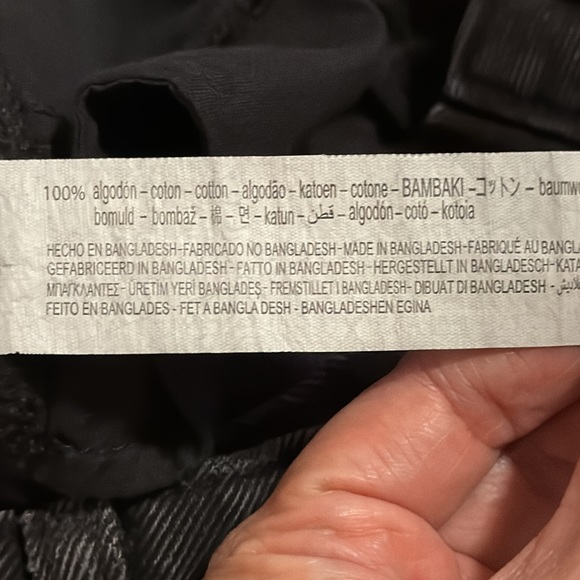 100% algodón – coton – cotton – algodão – katoen – cotone – BAMBAKI – コットン – baumwo
bomuld – bombaž – 棉 – 면 – katun – قطن – algodón – cotó – kotoia
HECHO EN BANGLADESH - FABRICADO NO BANGLADESH - MADE IN BANGLADESH - FABRIQUÉ AU BANGLA
GEFABRICEERD IN BANGLADESH - FATTO IN BANGLADESH - HERGESTELLT IN BANGLADESCH - ΚΑΤΑ
ΜΠΑΓΚΛΑΝΤΕΣ - ÜRETİM YERİ BANGLADEŞ - FREMSTILLET I BANGLADESH - DIBUAT DI BANGLADESH -
FEITO EN BANGLADES - FET A BANGLA DESH - BANGLADESHEN EGINA